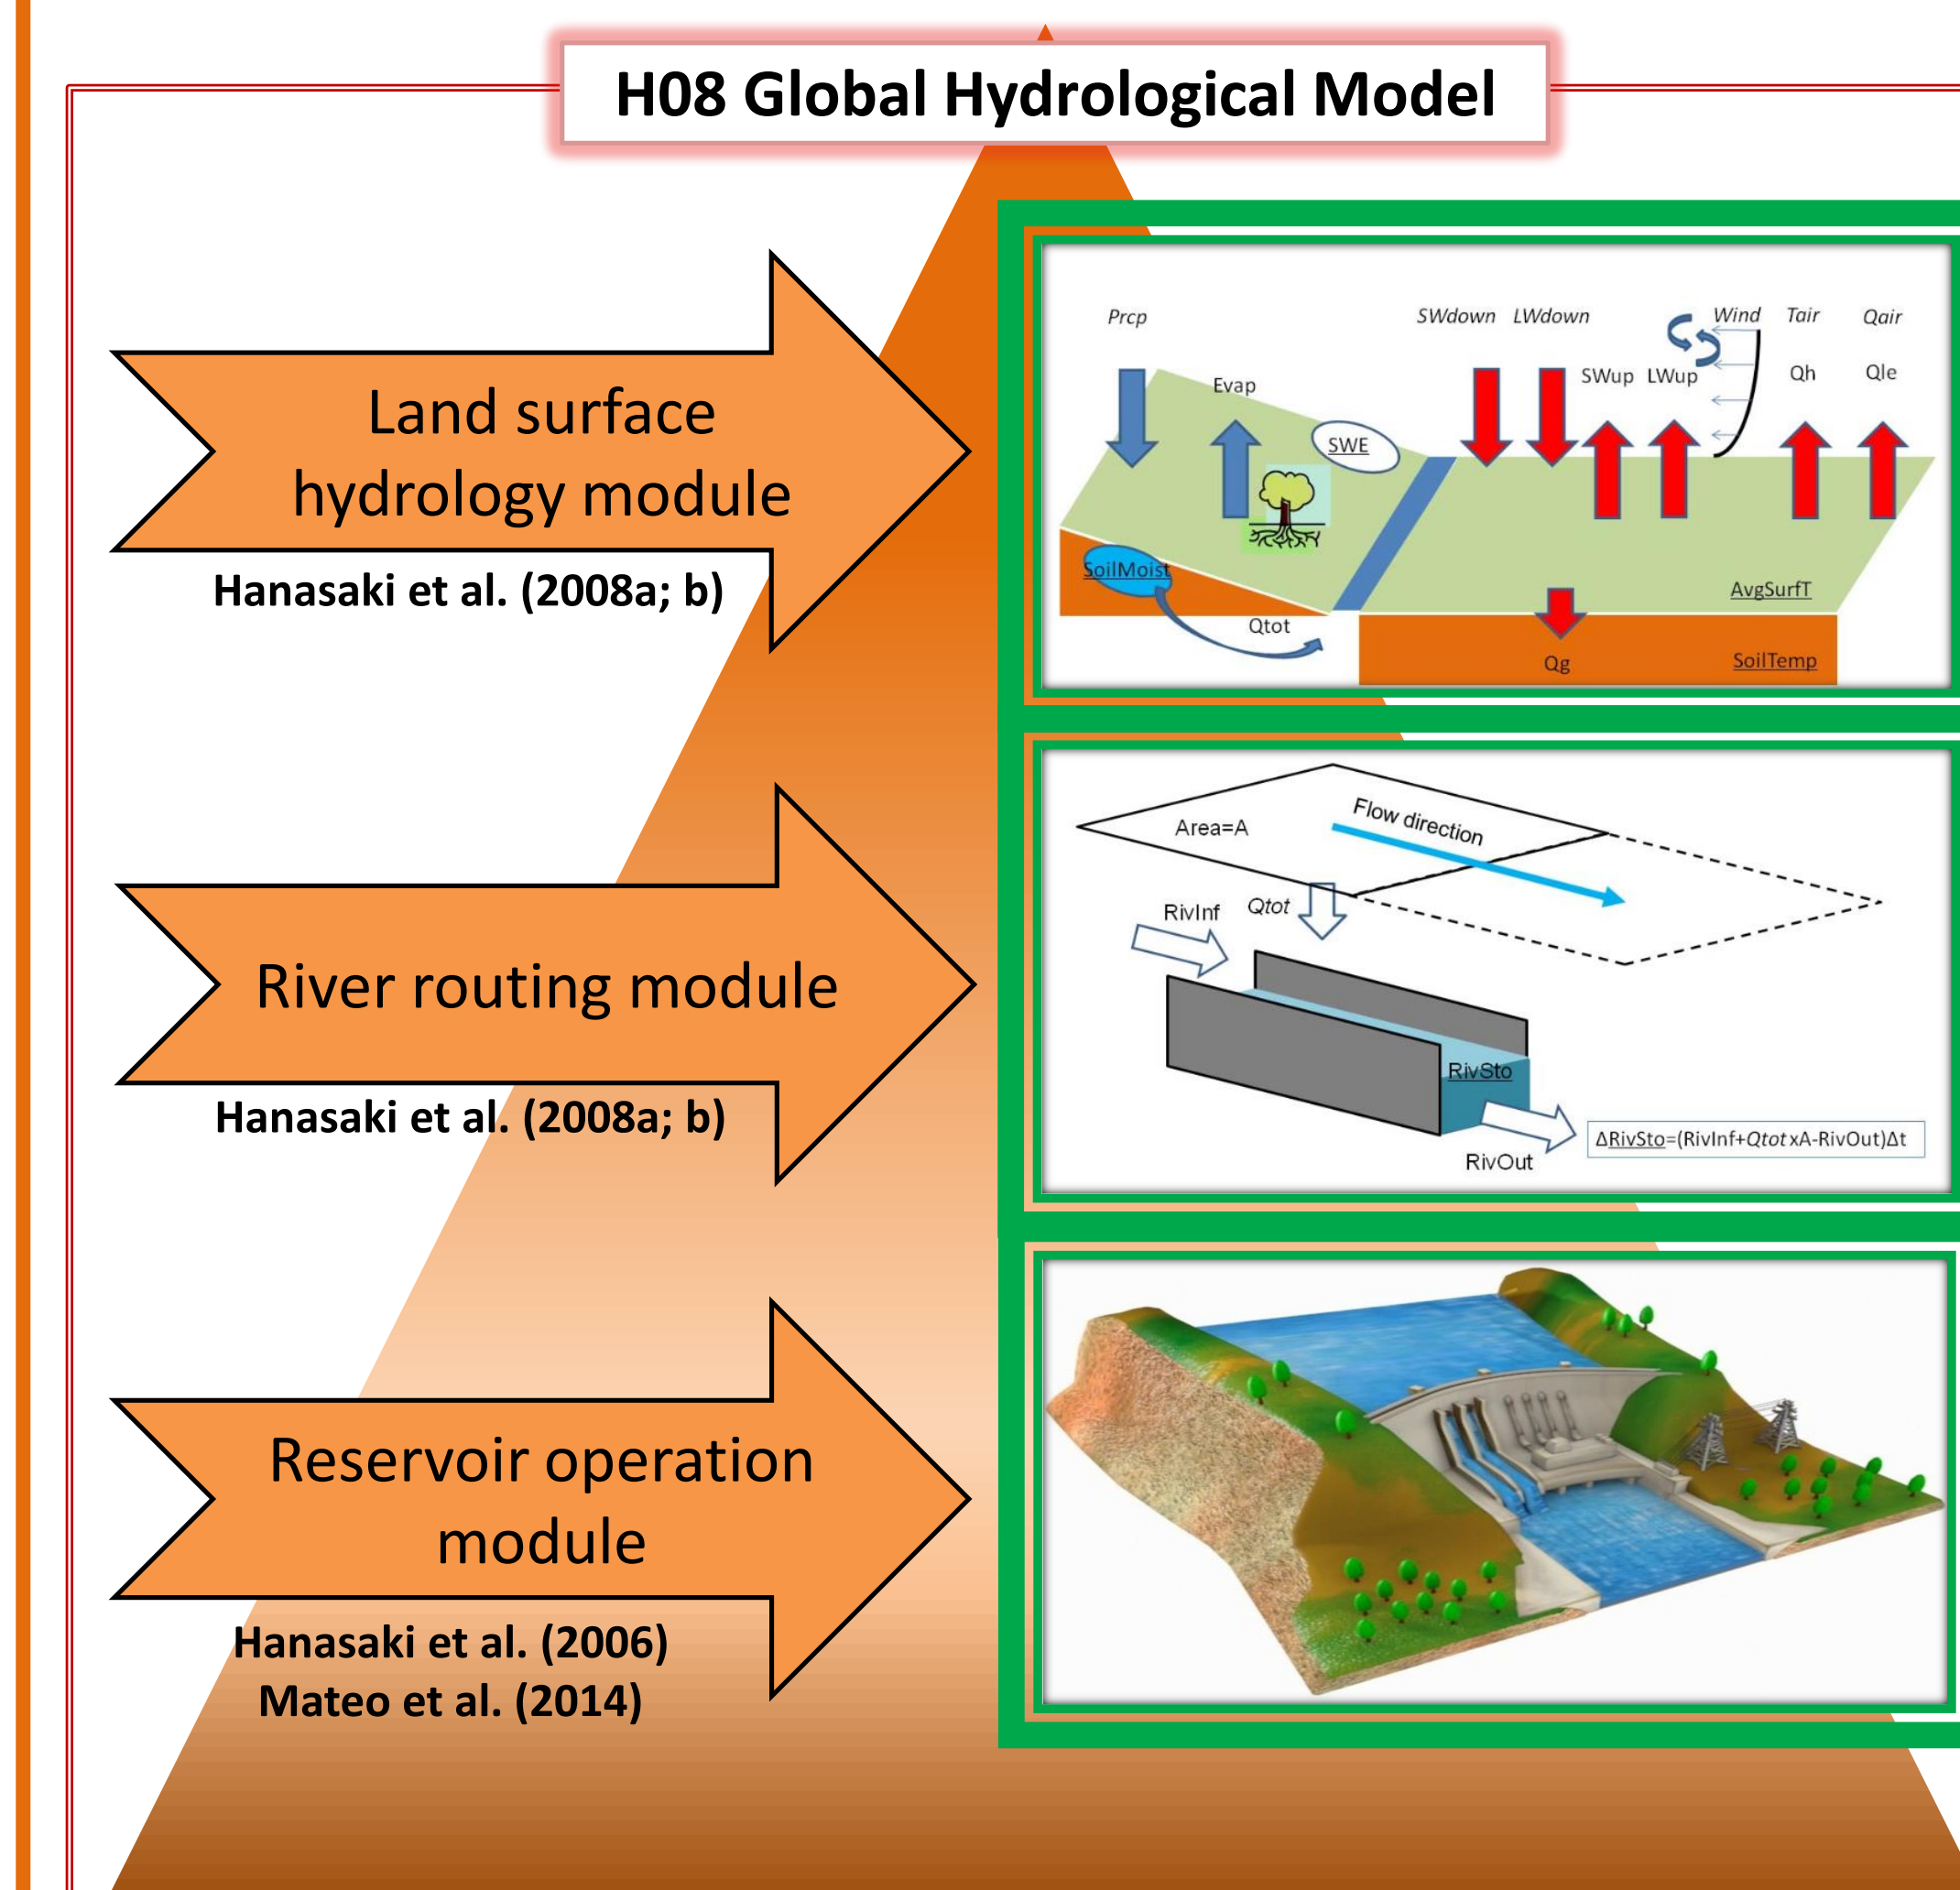 H08 Global Hydrological Model
Land surface
hydrology module
Hanasaki et al. (2008a; b)
Prcp
SWdown LWdown
Wind Tair Qair
Evap
SWup LWup
Qh Qle
SWE
SoilMoist
AvgSurfT
Qtot
Qg
SoilTemp
River routing module
Hanasaki et al. (2008a; b)
Area=A
Flow direction
RivInf
Qtot
RivSto
RivOut
ΔRivSto=(RivInf+Qtot xA-RivOut)Δt
Reservoir operation
module
Hanasaki et al. (2006)
Mateo et al. (2014)